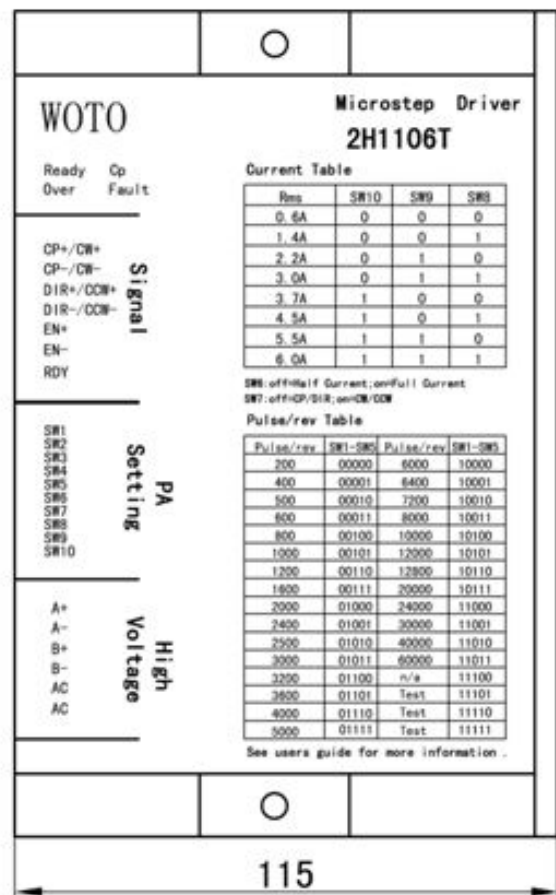 WOTO
Microstep Driver
2H1106T
Ready Cp
Over Fault
Current Table
Rms SW10 SW9 SW8
0.6A 0 0 0
1.4A 0 0 1
2.2A 0 1 0
3.0A 0 1 1
3.7A 1 0 0
4.5A 1 0 1
5.5A 1 1 0
6.0A 1 1 1
SW6:off=Half Current;on=Full Current
SW7:off=CP/DIR;on=CW/CCW
Signal
CP+/CW+
CP-/CW-
DIR+/CCW+
DIR-/CCW-
EN+
EN-
RDY
Pulse/rev Table
Pulse/rev SW1-SW5 Pulse/rev SW1-SW5
200 00000 6000 10000
400 00001 6400 10001
500 00010 7200 10010
600 00011 8000 10011
800 00100 10000 10100
1000 00101 12000 10101
1200 00110 12800 10110
1600 00111 20000 10111
2000 01000 24000 11000
2400 01001 30000 11001
2500 01010 40000 11010
3000 01011 60000 11011
3200 01100 n/a 11100
3600 01101 Test 11101
4000 01110 Test 11110
5000 01111 Test 11111
See users guide for more information .
PA
Setting
SW1
SW2
SW3
SW4
SW5
SW6
SW7
SW8
SW9
SW10
High
Voltage
A+
A-
B+
B-
AC
AC
115